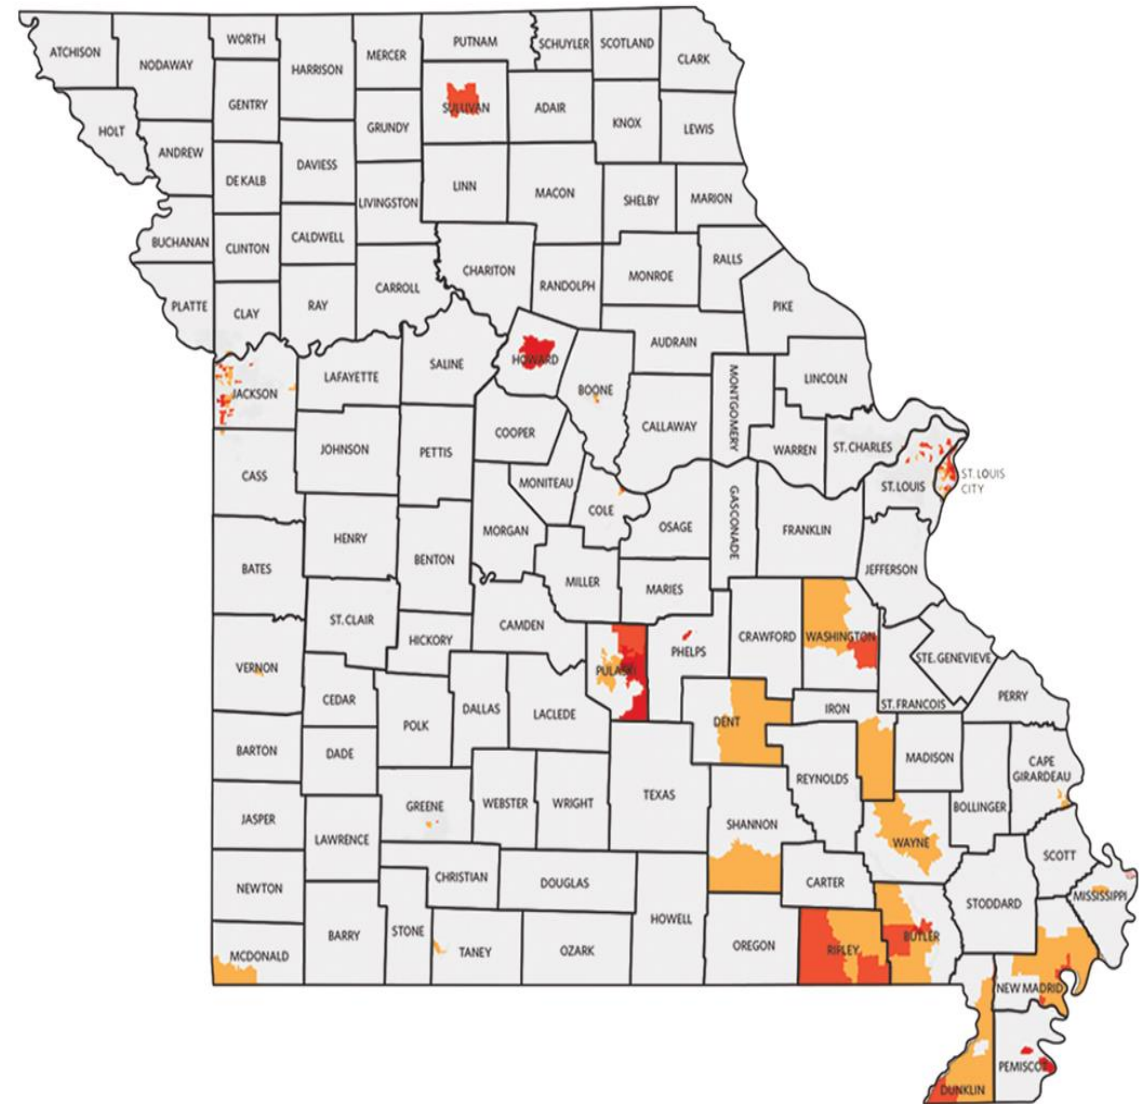 ATCHISON
NODAWAY
WORTH
HARRISON
MERCER
PUTNAM
SCHUYLER
SCOTLAND
CLARK
HOLT
GENTRY
SULLIVAN
ADAIR
KNOX
LEWIS
ANDREW
DE KALB
DAVIESS
GRUNDY
LINN
MACON
SHELBY
MARION
LIVINGSTON
BUCHANAN
CLINTON
CALDWELL
CHARITON
RANDOLPH
MONROE
RALLS
PLATTE
CLAY
RAY
CARROLL
PIKE
JACKSON
LAFAYETTE
SALINE
HOWARD
BOONE
AUDRAIN
MONTGOMERY
LINCOLN
CASS
JOHNSON
PETTIS
COOPER
MONITEAU
CALLAWAY
WARREN
ST. CHARLES
ST. LOUIS
ST. LOUIS
CITY
COLE
OSAGE
GASCONADE
FRANKLIN
BATES
HENRY
BENTON
MORGAN
MILLER
MARIES
JEFFERSON
VERNON
ST. CLAIR
HICKORY
CAMDEN
PULASKI
PHELPS
CRAWFORD
WASHINGTON
STE. GENEVIEVE
CEDAR
POLK
DALLAS
LACLEDE
DENT
IRON
ST. FRANCOIS
PERRY
BARTON
DADE
GREENE
WEBSTER
WRIGHT
TEXAS
REYNOLDS
MADISON
CAPE
GIRARDEAU
BOLLINGER
JASPER
LAWRENCE
SHANNON
WAYNE
SCOTT
NEWTON
CHRISTIAN
DOUGLAS
CARTER
STODDARD
MISSISSIPPI
MCDONALD
BARRY
STONE
TANEY
OZARK
HOWELL
OREGON
RIPLEY
BUTLER
NEW MADRID
DUNKLIN
PEMISCOT